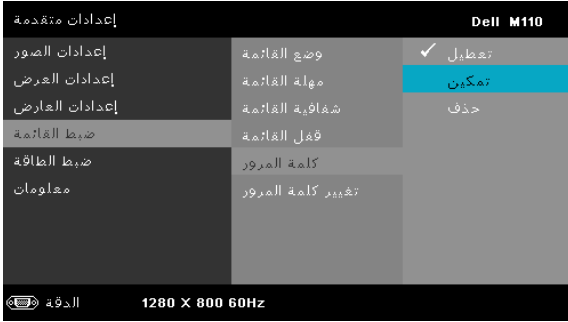 إعدادات متقدمة
Dell M110
إعدادات الصور
إعدادات العرض
إعدادات العارض
ضبط القائمة
ضبط الطاقة
معلومات
وضع القائمة
مهلة القائمة
شفافية القائمة
قفل القائمة
كلمة المرور
تغيير كلمة المرور
تعطيل
تمكين
حذف
الدقة
1280 X 800 60Hz